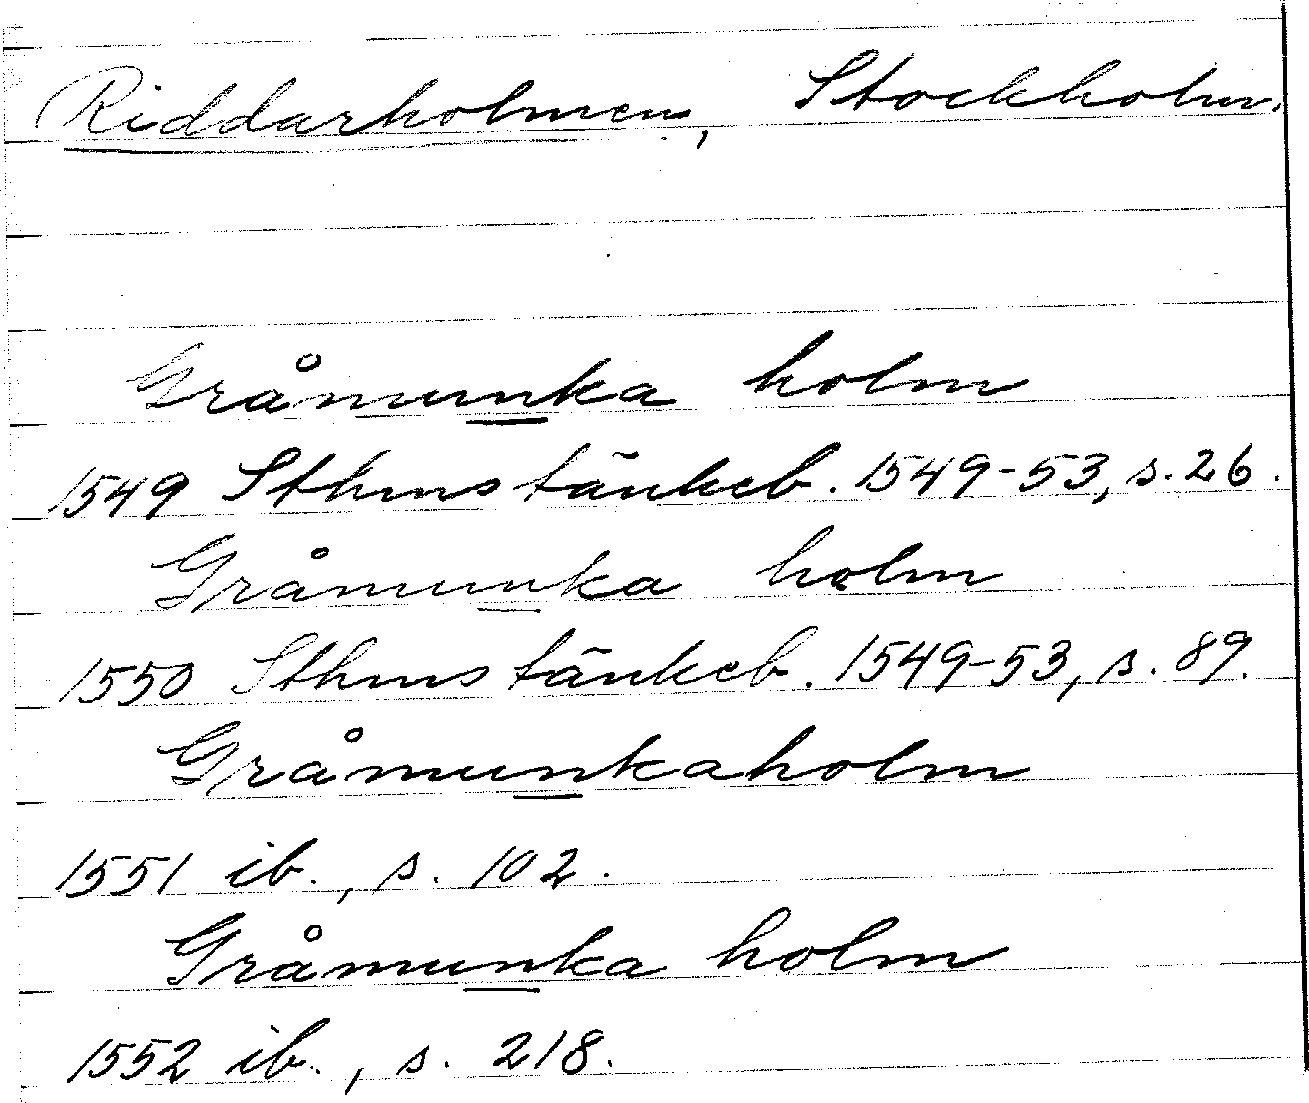 Riddarholmen, Stockholm.
Gråmunka holm
1549 Sthms tänkeb. 1549-53, s. 26.
Gråmunka holm
1550 Sthms tänkeb. 1549-53, s. 89.
Gråmunkaholm
1551 ib., s. 102.
Gråmunka holm
1552 ib., s. 218.